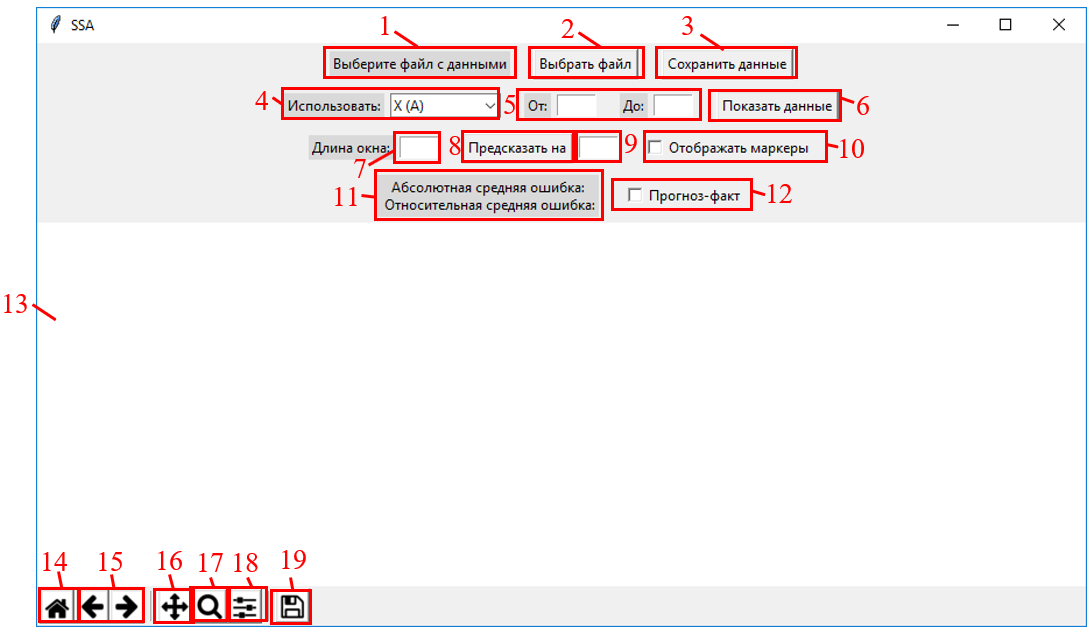 SSA
1 2 3
Выберите файл с данными Выбрать файл Сохранить данные
4 Использовать: X (A) 5 От: До: Показать данные 6
Длина окна: 7 8 Предсказать на 9 Отображать маркеры 10
11 Абсолютная средняя ошибка:
Относительная средняя ошибка: Прогноз-факт 12
13
14 15 16 17 18 19